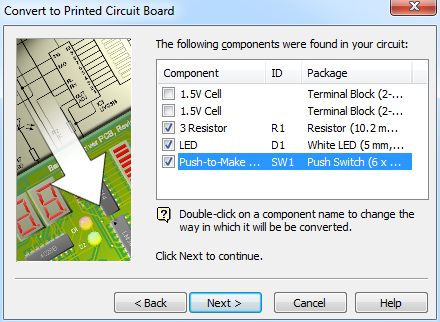 Convert to Printed Circuit Board
The following components were found in your circuit:
Component ID Package
1.5V Cell Terminal Block (2-...
1.5V Cell Terminal Block (2-...
3 Resistor R1 Resistor (10.2 m...
LED D1 White LED (5 mm,...
Push-to-Make ... SW1 Push Switch (6 x ...
Double-click on a component name to change the
way in which it will be be converted.
Click Next to continue.
< Back Next > Cancel Help